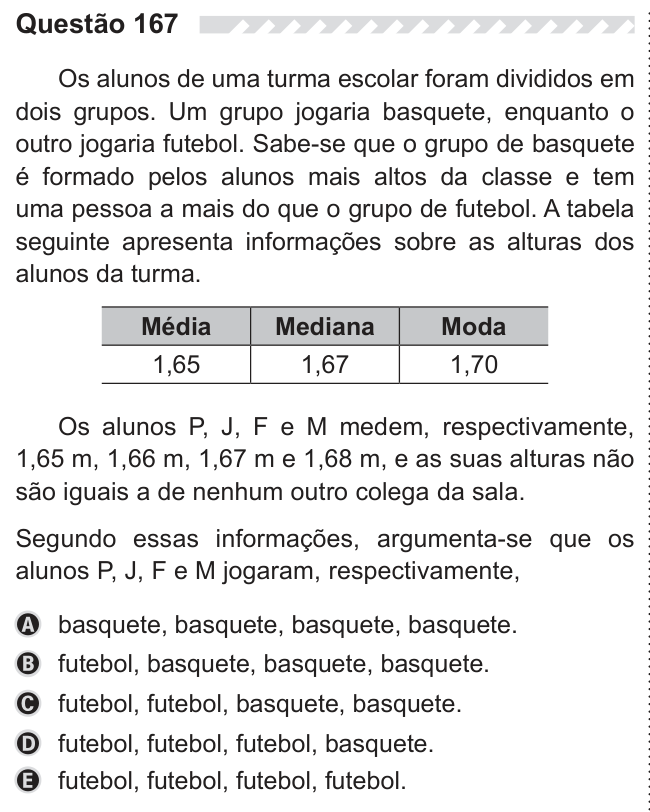 Questão 167
Os alunos de uma turma escolar foram divididos em
dois grupos. Um grupo jogaria basquete, enquanto o
outro jogaria futebol. Sabe-se que o grupo de basquete
é formado pelos alunos mais altos da classe e tem
uma pessoa a mais do que o grupo de futebol. A tabela
seguinte apresenta informações sobre as alturas dos
alunos da turma.
Média Mediana Moda
1,65 1,67 1,70
Os alunos P, J, F e M medem, respectivamente,
1,65 m, 1,66 m, 1,67 m e 1,68 m, e as suas alturas não
são iguais a de nenhum outro colega da sala.
Segundo essas informações, argumenta-se que os
alunos P, J, F e M jogaram, respectivamente,
A basquete, basquete, basquete, basquete.
B futebol, basquete, basquete, basquete.
C futebol, futebol, basquete, basquete.
D futebol, futebol, futebol, basquete.
E futebol, futebol, futebol, futebol.